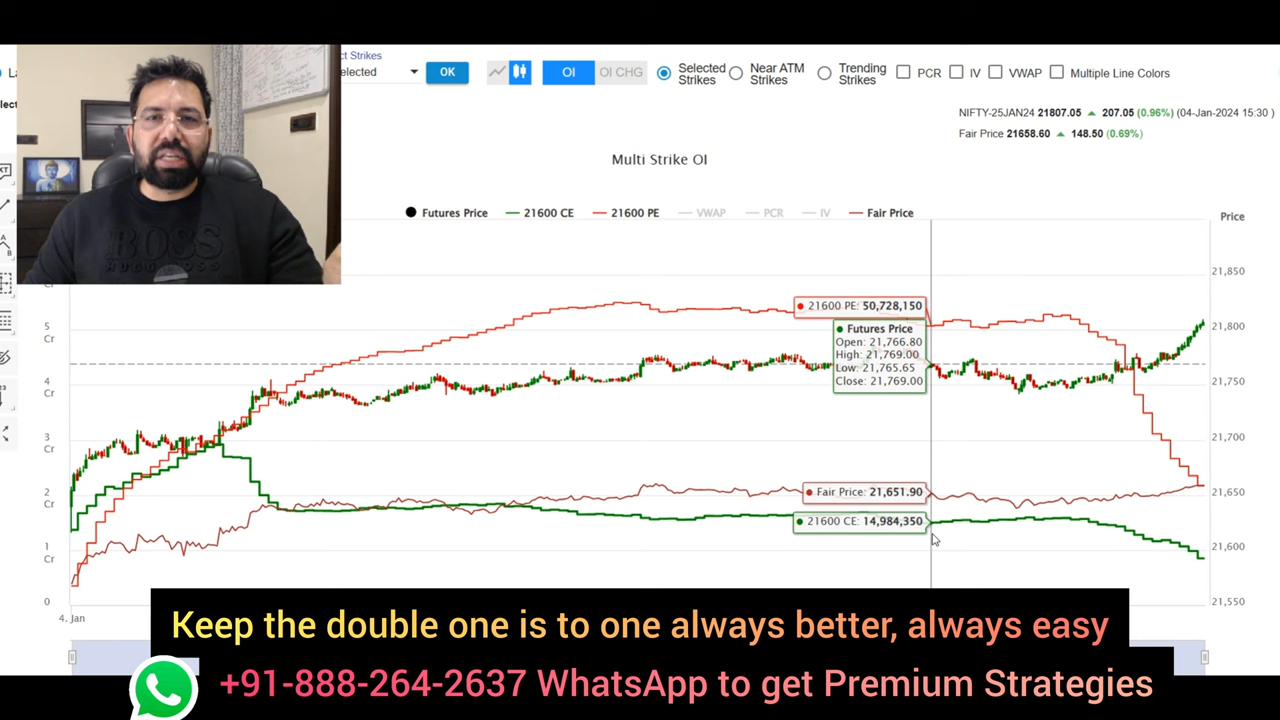 La
elect
ct Strikes
elected
OK
OI
OI CHG
Selected Strikes
Near ATM Strikes
Trending Strikes
PCR
IV
VWAP
Multiple Line Colors
NIFTY-25JAN24 21807.05 ▲ 207.05 (0.96%) (04-Jan-2024 15:30 )
Fair Price 21658.60 ▲ 148.50 (0.69%)
Multi Strike OI
Futures Price
21600 CE
21600 PE
VWAP
PCR
IV
Fair Price
Price
BOSS
HUGO BOSS
5 Cr
4 Cr
3 Cr
2 Cr
1 Cr
0
21,850
21,800
21,750
21,700
21,650
21,600
21,550
21600 PE: 50,728,150
Futures Price
Open: 21,766.80
High: 21,769.00
Low: 21,765.65
Close: 21,769.00
Fair Price: 21,651.90
21600 CE: 14,984,350
4. Jan
Keep the double one is to one always better, always easy
+91-888-264-2637 WhatsApp to get Premium Strategies